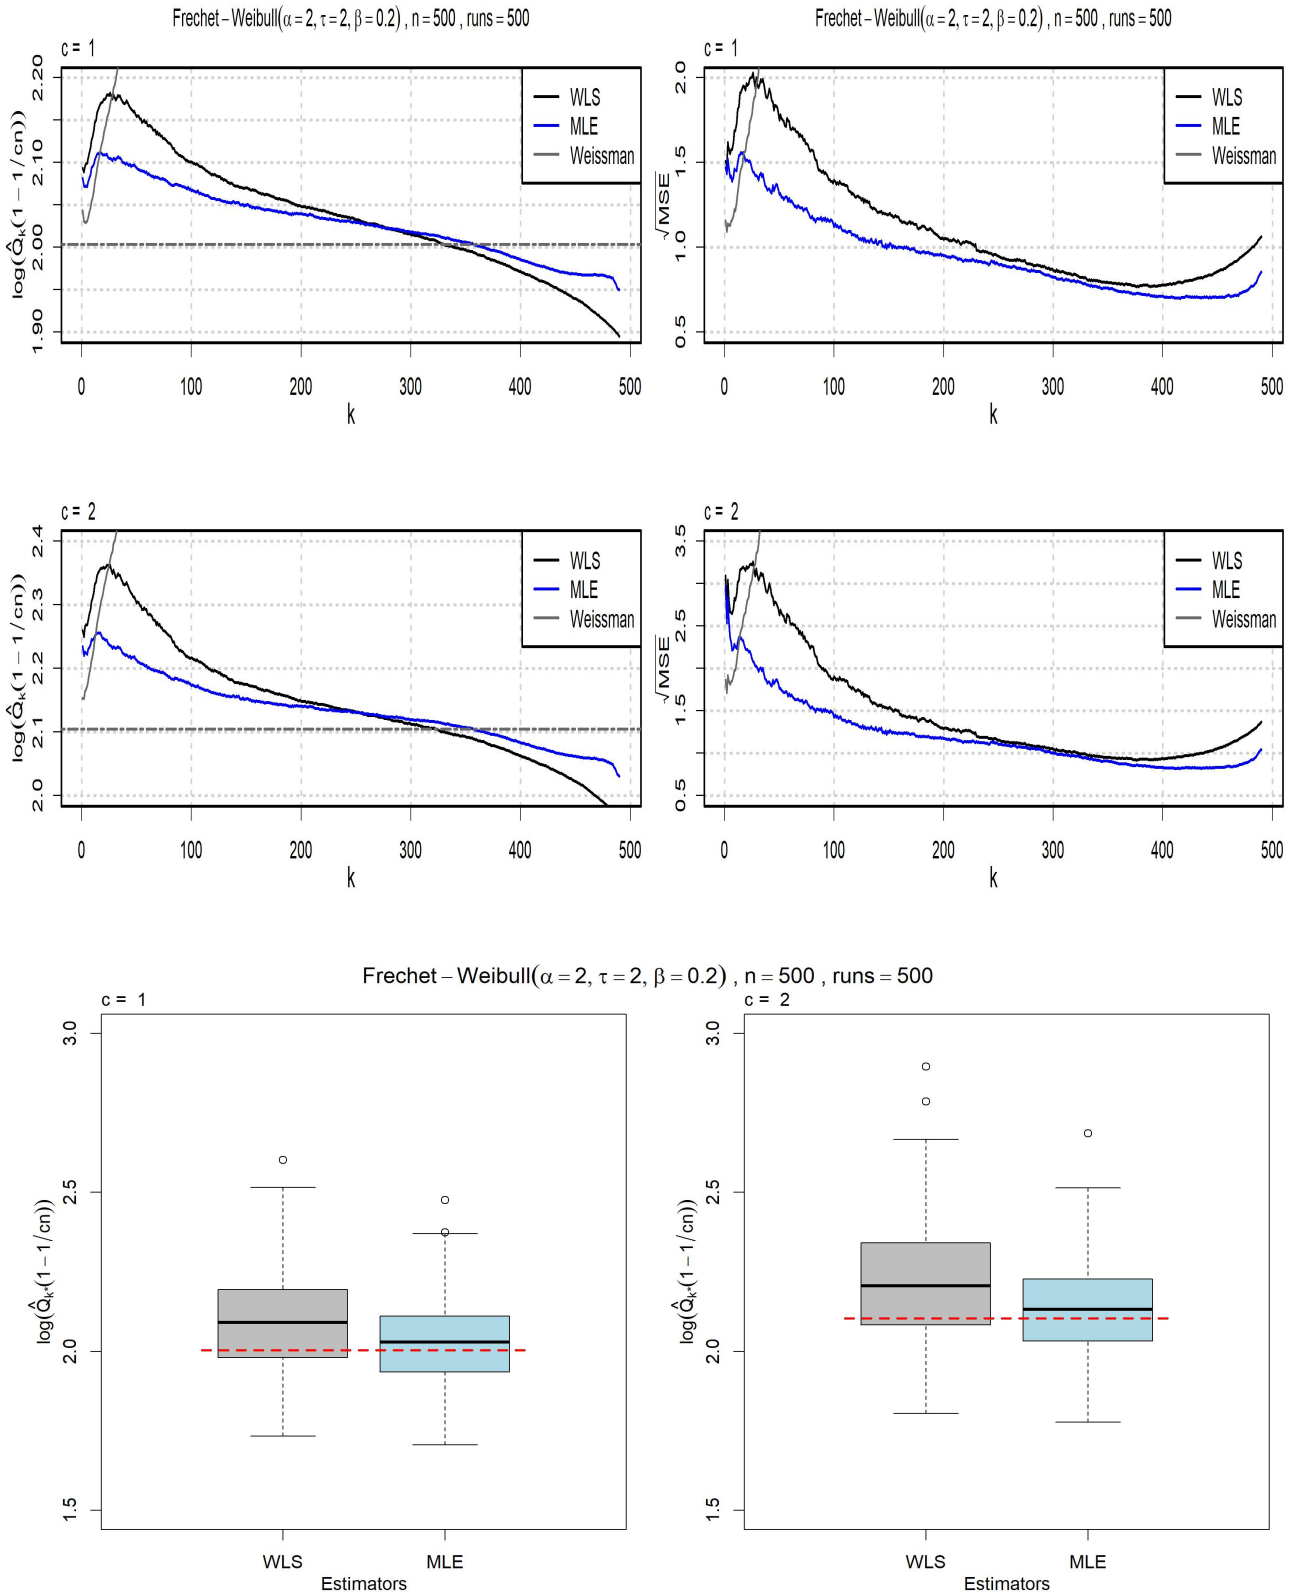 Frechet − Weibull(α = 2, τ = 2, β = 0.2) , n = 500 , runs = 500
c = 1
log(Q̂k(1 − 1/cn))
1.90 2.00 2.10 2.20
WLS
MLE
Weissman
0 100 200 300 400 500
k
Frechet − Weibull(α = 2, τ = 2, β = 0.2) , n = 500 , runs = 500
c = 1
√MSE
0.5 1.0 1.5 2.0
WLS
MLE
Weissman
0 100 200 300 400 500
k
c = 2
log(Q̂k(1 − 1/cn))
2.0 2.1 2.2 2.3 2.4
WLS
MLE
Weissman
0 100 200 300 400 500
k
c = 2
√MSE
0.5 1.5 2.5 3.5
WLS
MLE
Weissman
0 100 200 300 400 500
k
Frechet − Weibull(α = 2, τ = 2, β = 0.2) , n = 500 , runs = 500
c = 1
log(Q̂k*(1 − 1/cn))
1.5 2.0 2.5 3.0
WLS MLE
Estimators
c = 2
log(Q̂k*(1 − 1/cn))
1.5 2.0 2.5 3.0
WLS MLE
Estimators